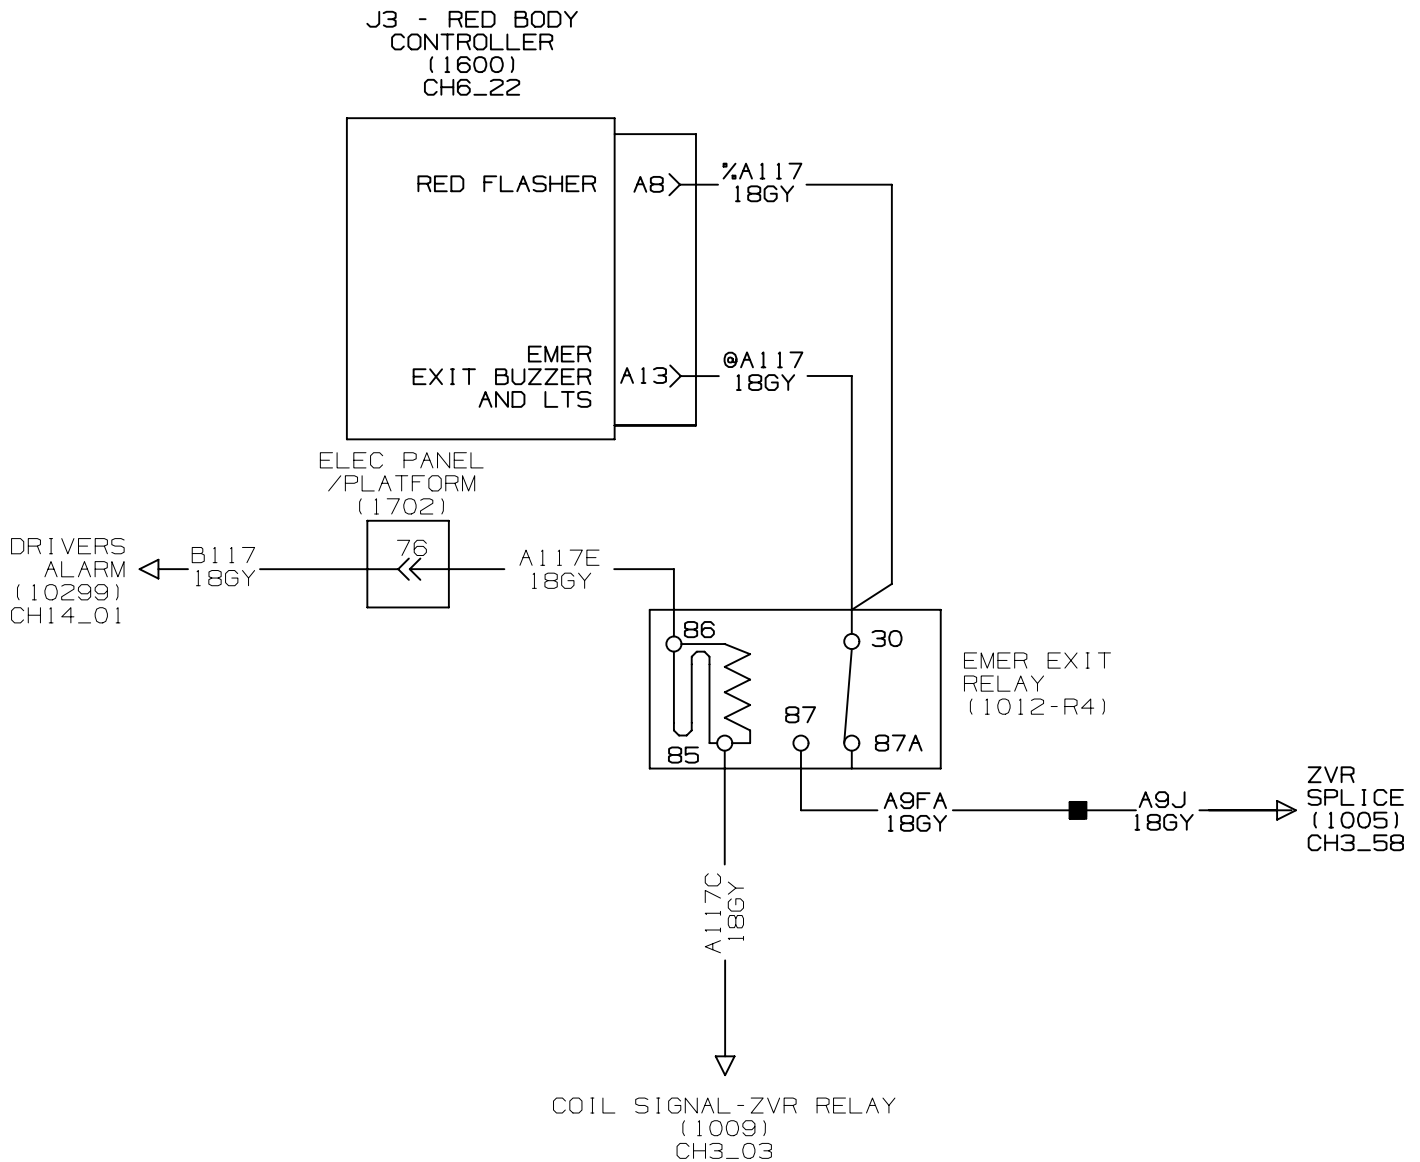 J3 - RED BODY
CONTROLLER
(1600)
CH6_22
RED FLASHER
A8
%A117
18GY
EMER
EXIT BUZZER
AND LTS
A13
@A117
18GY
ELEC PANEL
/PLATFORM
(1702)
76
DRIVERS
ALARM
(10299)
CH14_01
B117
18GY
A117E
18GY
86
30
87
85
87A
EMER EXIT
RELAY
(1012-R4)
A9FA
18GY
A9J
18GY
ZVR
SPLICE
(1005)
CH3_58
A117C
18GY
COIL SIGNAL-ZVR RELAY
(1009)
CH3_03